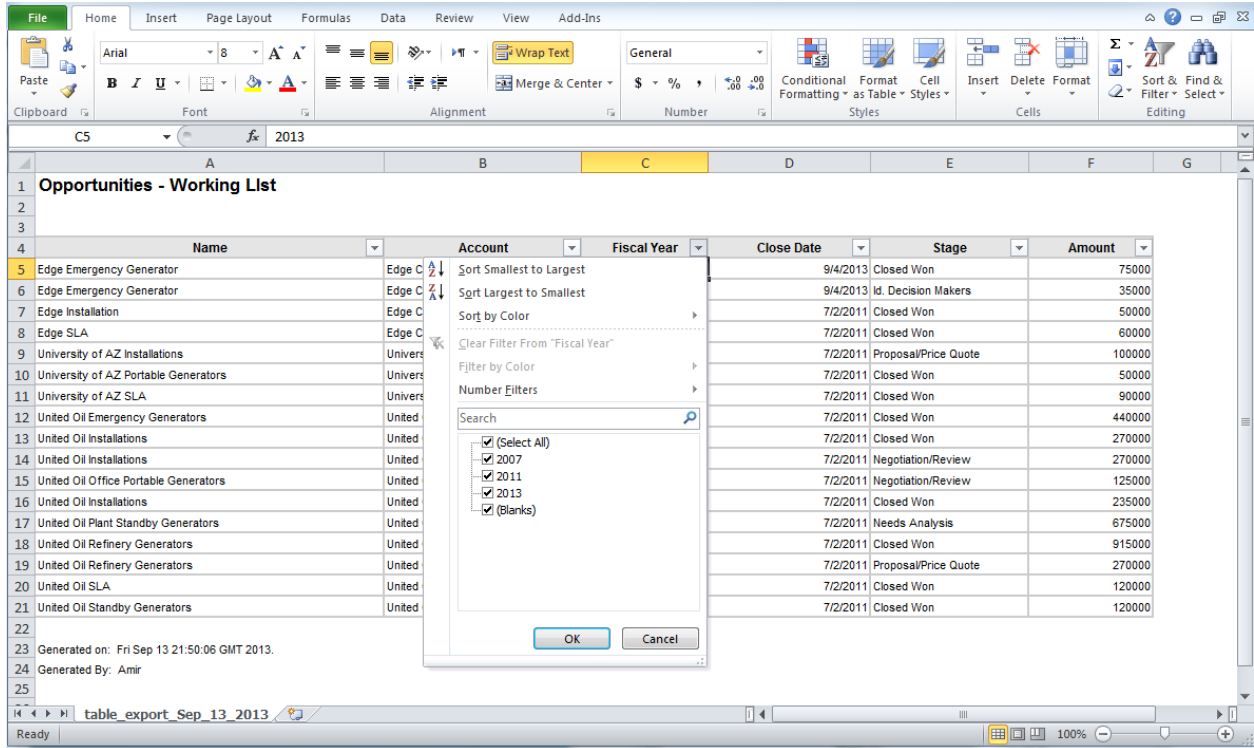 File Home Insert Page Layout Formulas Data Review View Add-Ins
Arial 8 A A Wrap Text General Σ
Paste B I U A Merge & Center $ % , .0 .00 .00 .0 Conditional Formatting Format as Table Cell Styles Insert Delete Format Sort & Filter Find & Select
Clipboard Font Alignment Number Styles Cells Editing
C5 fx 2013
A B C D E F G
1 Opportunities - Working LIst
2
3
4 Name Account Fiscal Year Close Date Stage Amount
5 Edge Emergency Generator Edge C 9/4/2013 Closed Won 75000
6 Edge Emergency Generator Edge C 9/4/2013 Id. Decision Makers 35000
7 Edge Installation Edge C 7/2/2011 Closed Won 50000
8 Edge SLA Edge C 7/2/2011 Closed Won 60000
9 University of AZ Installations Univers 7/2/2011 Proposal/Price Quote 100000
10 University of AZ Portable Generators Univers 7/2/2011 Closed Won 50000
11 University of AZ SLA Univers 7/2/2011 Closed Won 90000
12 United Oil Emergency Generators United 7/2/2011 Closed Won 440000
13 United Oil Installations United 7/2/2011 Closed Won 270000
14 United Oil Installations United 7/2/2011 Negotiation/Review 270000
15 United Oil Office Portable Generators United 7/2/2011 Negotiation/Review 125000
16 United Oil Installations United 7/2/2011 Closed Won 235000
17 United Oil Plant Standby Generators United 7/2/2011 Needs Analysis 675000
18 United Oil Refinery Generators United 7/2/2011 Closed Won 915000
19 United Oil Refinery Generators United 7/2/2011 Proposal/Price Quote 270000
20 United Oil SLA United 7/2/2011 Closed Won 120000
21 United Oil Standby Generators United 7/2/2011 Closed Won 120000
22
23 Generated on: Fri Sep 13 21:50:06 GMT 2013.
24 Generated By: Amir
25
Sort Smallest to Largest
Sort Largest to Smallest
Sort by Color
Clear Filter From "Fiscal Year"
Filter by Color
Number Filters
Search
(Select All)
2007
2011
2013
(Blanks)
OK Cancel
table_export_Sep_13_2013
Ready 100%